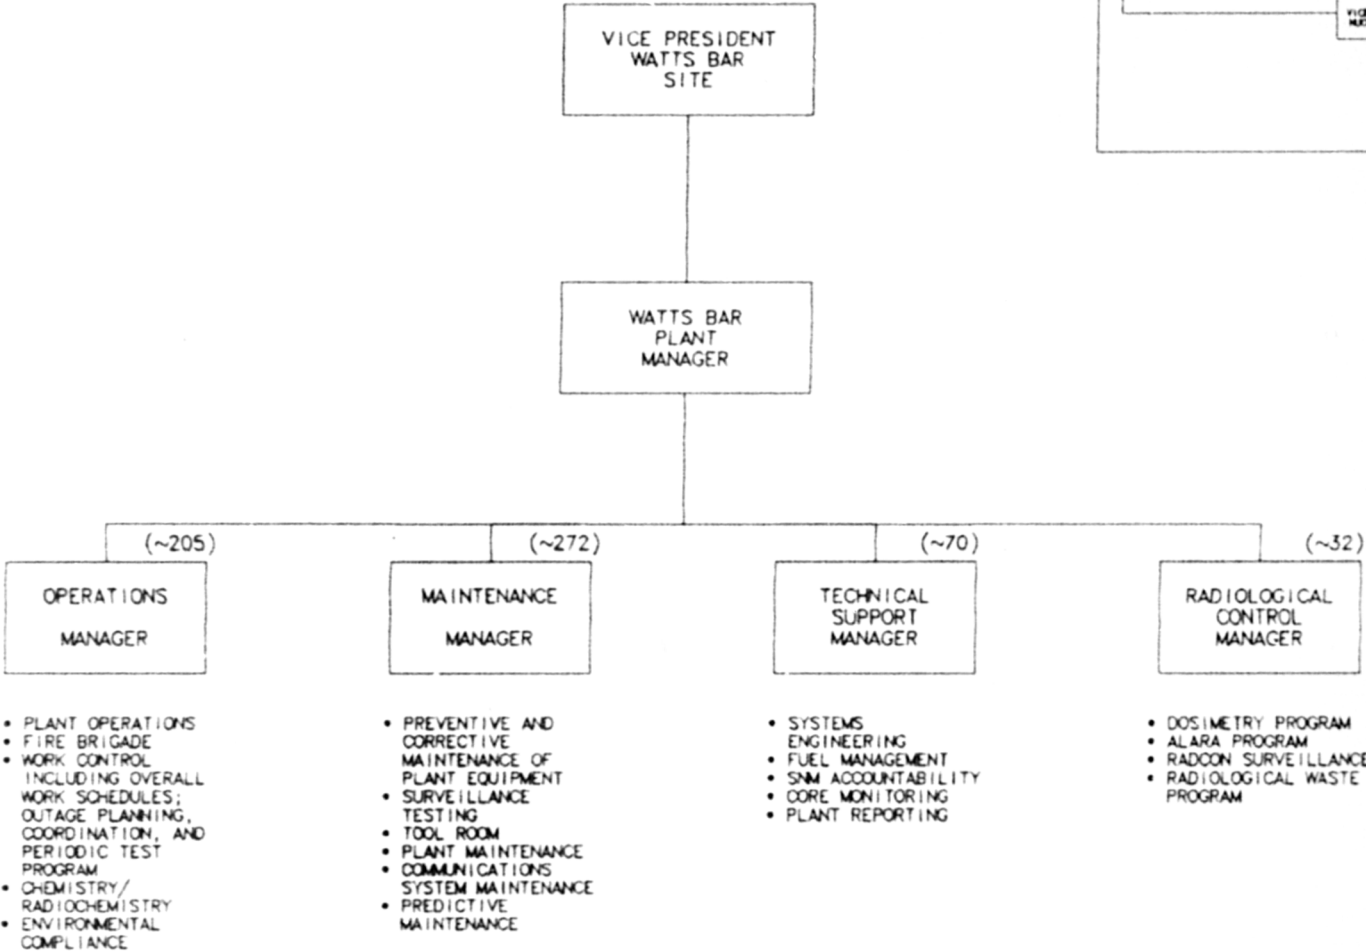 VICE PRESIDENT
WATTS BAR
SITE
WATTS BAR
PLANT
MANAGER
(~205)
OPERATIONS
MANAGER
(~272)
MAINTENANCE
MANAGER
(~70)
TECHNICAL
SUPPORT
MANAGER
(~32)
RADIOLOGICAL
CONTROL
MANAGER
• PLANT OPERATIONS
• FIRE BRIGADE
• WORK CONTROL
INCLUDING OVERALL
WORK SCHEDULES;
OUTAGE PLANNING,
COORDINATION, AND
PERIODIC TEST
PROGRAM
• CHEMISTRY/
RADIOCHEMISTRY
• ENVIRONMENTAL
COMPLIANCE
• PREVENTIVE AND
CORRECTIVE
MAINTENANCE OF
PLANT EQUIPMENT
• SURVEILLANCE
TESTING
• TOOL ROOM
• PLANT MAINTENANCE
• COMMUNICATIONS
SYSTEM MAINTENANCE
• PREDICTIVE
MAINTENANCE
• SYSTEMS
ENGINEERING
• FUEL MANAGEMENT
• SNM ACCOUNTABILITY
• CORE MONITORING
• PLANT REPORTING
• DOSIMETRY PROGRAM
• ALARA PROGRAM
• RADCON SURVEILLANCE
• RADIOLOGICAL WASTE
PROGRAM